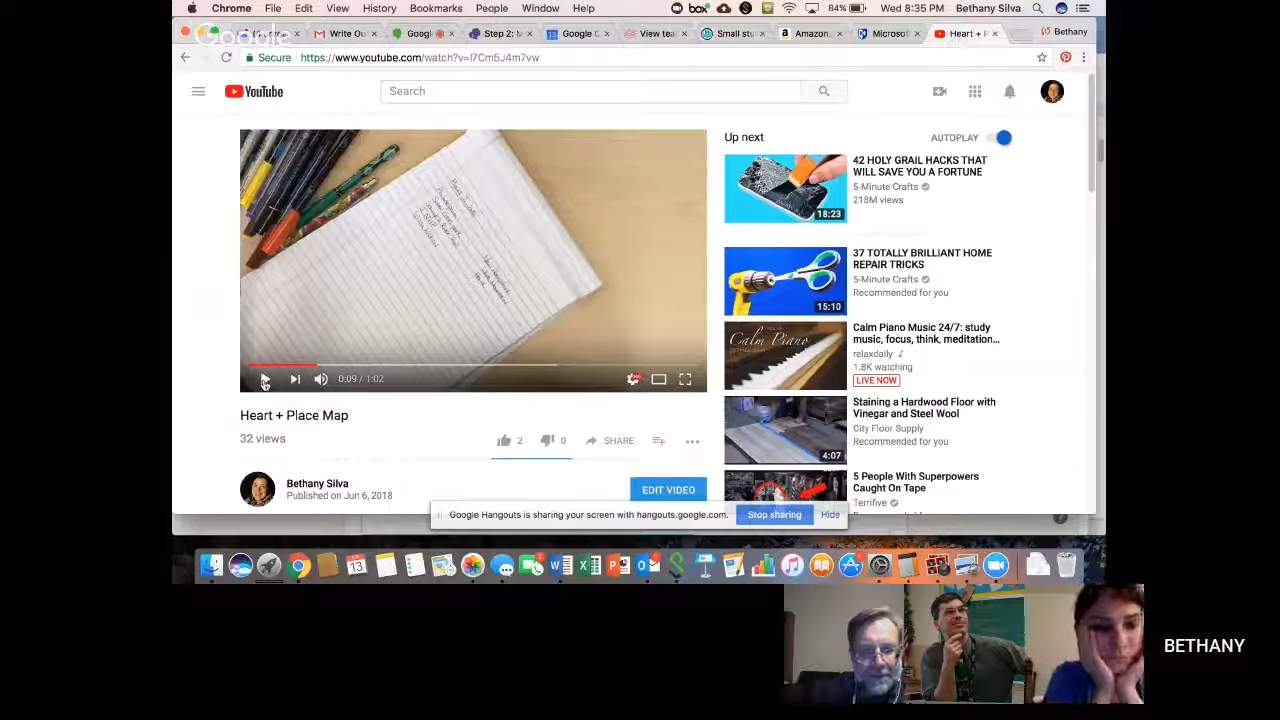 Chrome File Edit View History Bookmarks People Window Help box 84% Wed 8:35 PM Bethany Silva
Google
Write Ou Googl Step 2: M Google C View tea Small stu Amazon. Microsof Heart + P Bethany
Secure https://www.youtube.com/watch?v=I7Cm5J4m7vw
YouTube Search
Up next AUTOPLAY
42 HOLY GRAIL HACKS THAT
WILL SAVE YOU A FORTUNE
5-Minute Crafts
218M views
18:23
37 TOTALLY BRILLIANT HOME
REPAIR TRICKS
5-Minute Crafts
Recommended for you
15:10
Calm Piano
Calm Piano Music 24/7: study
music, focus, think, meditation...
relaxdaily
1.8K watching
LIVE NOW
0:09 / 1:02
Heart + Place Map
32 views
2 0 SHARE
Staining a Hardwood Floor with
Vinegar and Steel Wool
City Floor Supply
Recommended for you
4:07
5 People With Superpowers
Caught On Tape
Terrifive
Bethany Silva
Published on Jun 6, 2018
EDIT VIDEO
Google Hangouts is sharing your screen with hangouts.google.com. Stop sharing Hide
BETHANY